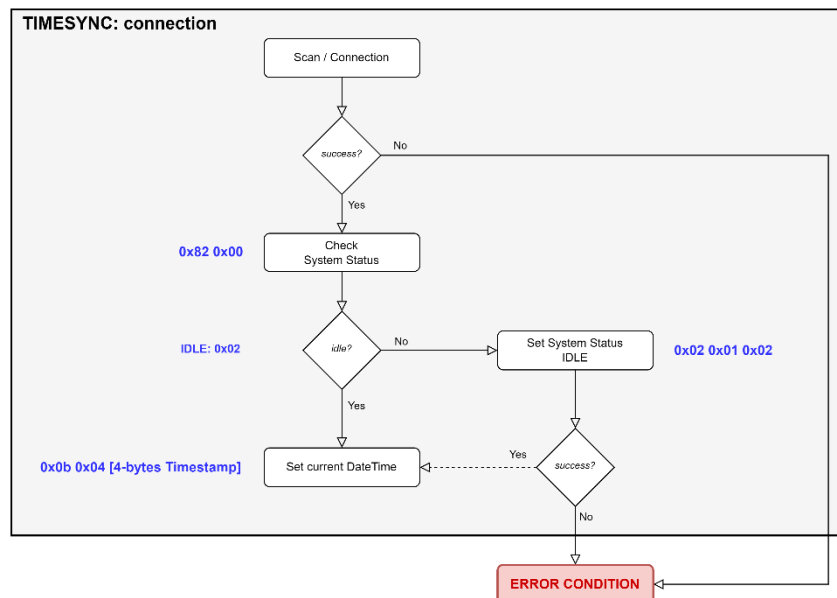 TIMESYNC: connection
Scan / Connection
success?
No
Yes
0x82 0x00
Check
System Status
IDLE: 0x02
idle?
No
Set System Status
IDLE
0x02 0x01 0x02
Yes
0x0b 0x04 [4-bytes Timestamp]
Set current DateTime
Yes
success?
No
ERROR CONDITION